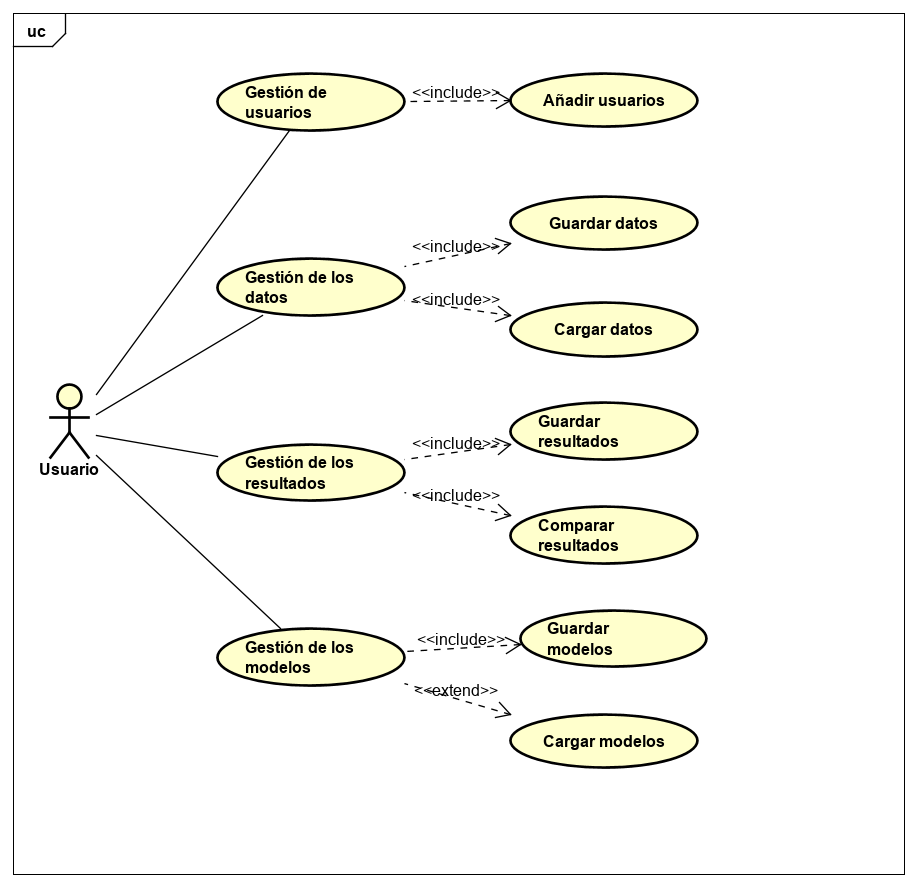 uc
Gestión de
usuarios
<<include>>
Añadir usuarios
Guardar datos
<<include>>
Gestión de los
datos
<<include>>
Cargar datos
Guardar
resultados
<<include>>
Gestión de los
resultados
Usuario
<<include>>
Comparar
resultados
Guardar
modelos
<<include>>
Gestión de los
modelos
<<extend>>
Cargar modelos